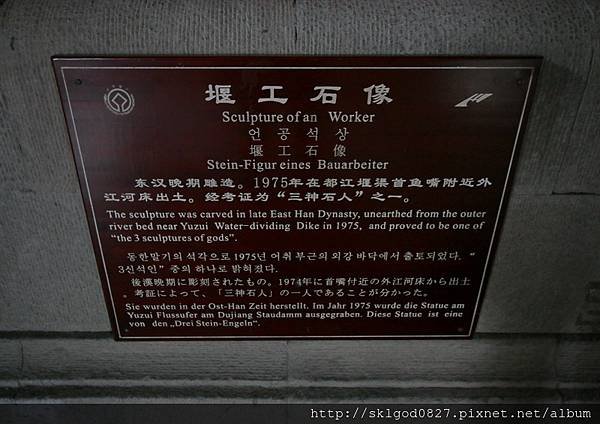 堰工石像
Sculpture of an Worker
언공석상
堰工石像
Stein-Figur eines Bauarbeiter
东汉晚期雕造。1975年在都江堰渠首鱼嘴附近外
江河床出土。经考证为“三神石人”之一。
The sculpture was carved in late East Han Dynasty, unearthed from the outer
river bed near Yuzui Water-dividing Dike in 1975, and proved to be one of
“the 3 sculptures of gods”.
동한말기의 석각으로 1975년 어취 부근의 외강 바닥에서 출토되었다. “
3신석인” 중의 하나로 밝혀졌다.
後漢晩期に彫刻されたもの。1974年に首嘴付近の外江河床から出土
。考証によって、「三神石人」の一人であることが分かった。
Sie wurden in der Ost-Han Zeit herstellt. Im Jahr 1975 wurde die Statue am
Yuzui Flussufer am Dujiang Staudamm ausgegraben. Diese Statue ist eine
von den „Drei Stein-Engeln“.
http://sklgod0827.pixnet.net/album